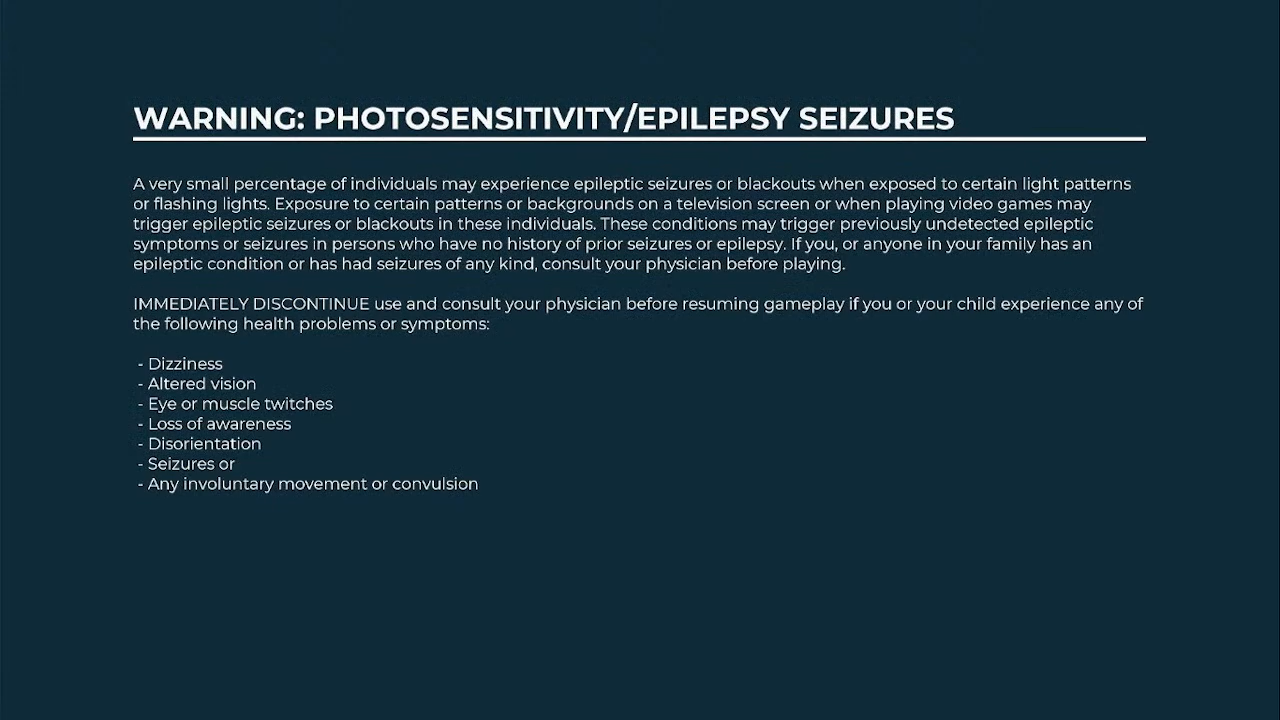 WARNING: PHOTOSENSITIVITY/EPILEPSY SEIZURES
A very small percentage of individuals may experience epileptic seizures or blackouts when exposed to certain light patterns
or flashing lights. Exposure to certain patterns or backgrounds on a television screen or when playing video games may
trigger epileptic seizures or blackouts in these individuals. These conditions may trigger previously undetected epileptic
symptoms or seizures in persons who have no history of prior seizures or epilepsy. If you, or anyone in your family has an
epileptic condition or has had seizures of any kind, consult your physician before playing.
IMMEDIATELY DISCONTINUE use and consult your physician before resuming gameplay if you or your child experience any of
the following health problems or symptoms:
- Dizziness
- Altered vision
- Eye or muscle twitches
- Loss of awareness
- Disorientation
- Seizures or
- Any involuntary movement or convulsion